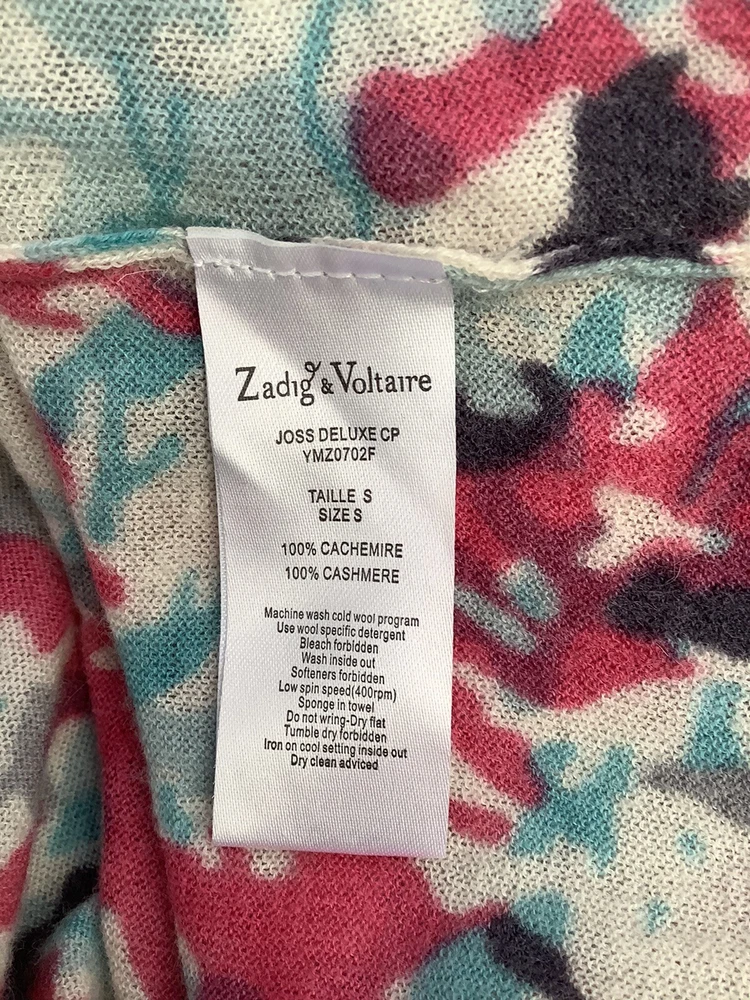 Zadig & Voltaire
JOSS DELUXE CP
YMZ0702F
TAILLE S
SIZE S
100% CACHEMIRE
100% CASHMERE
Machine wash cold wool program
Use wool specific detergent
Bleach forbidden
Wash inside out
Softeners forbidden
Low spin speed(400rpm)
Sponge in towel
Do not wring-Dry flat
Tumble dry forbidden
Iron on cool setting inside out
Dry clean adviced